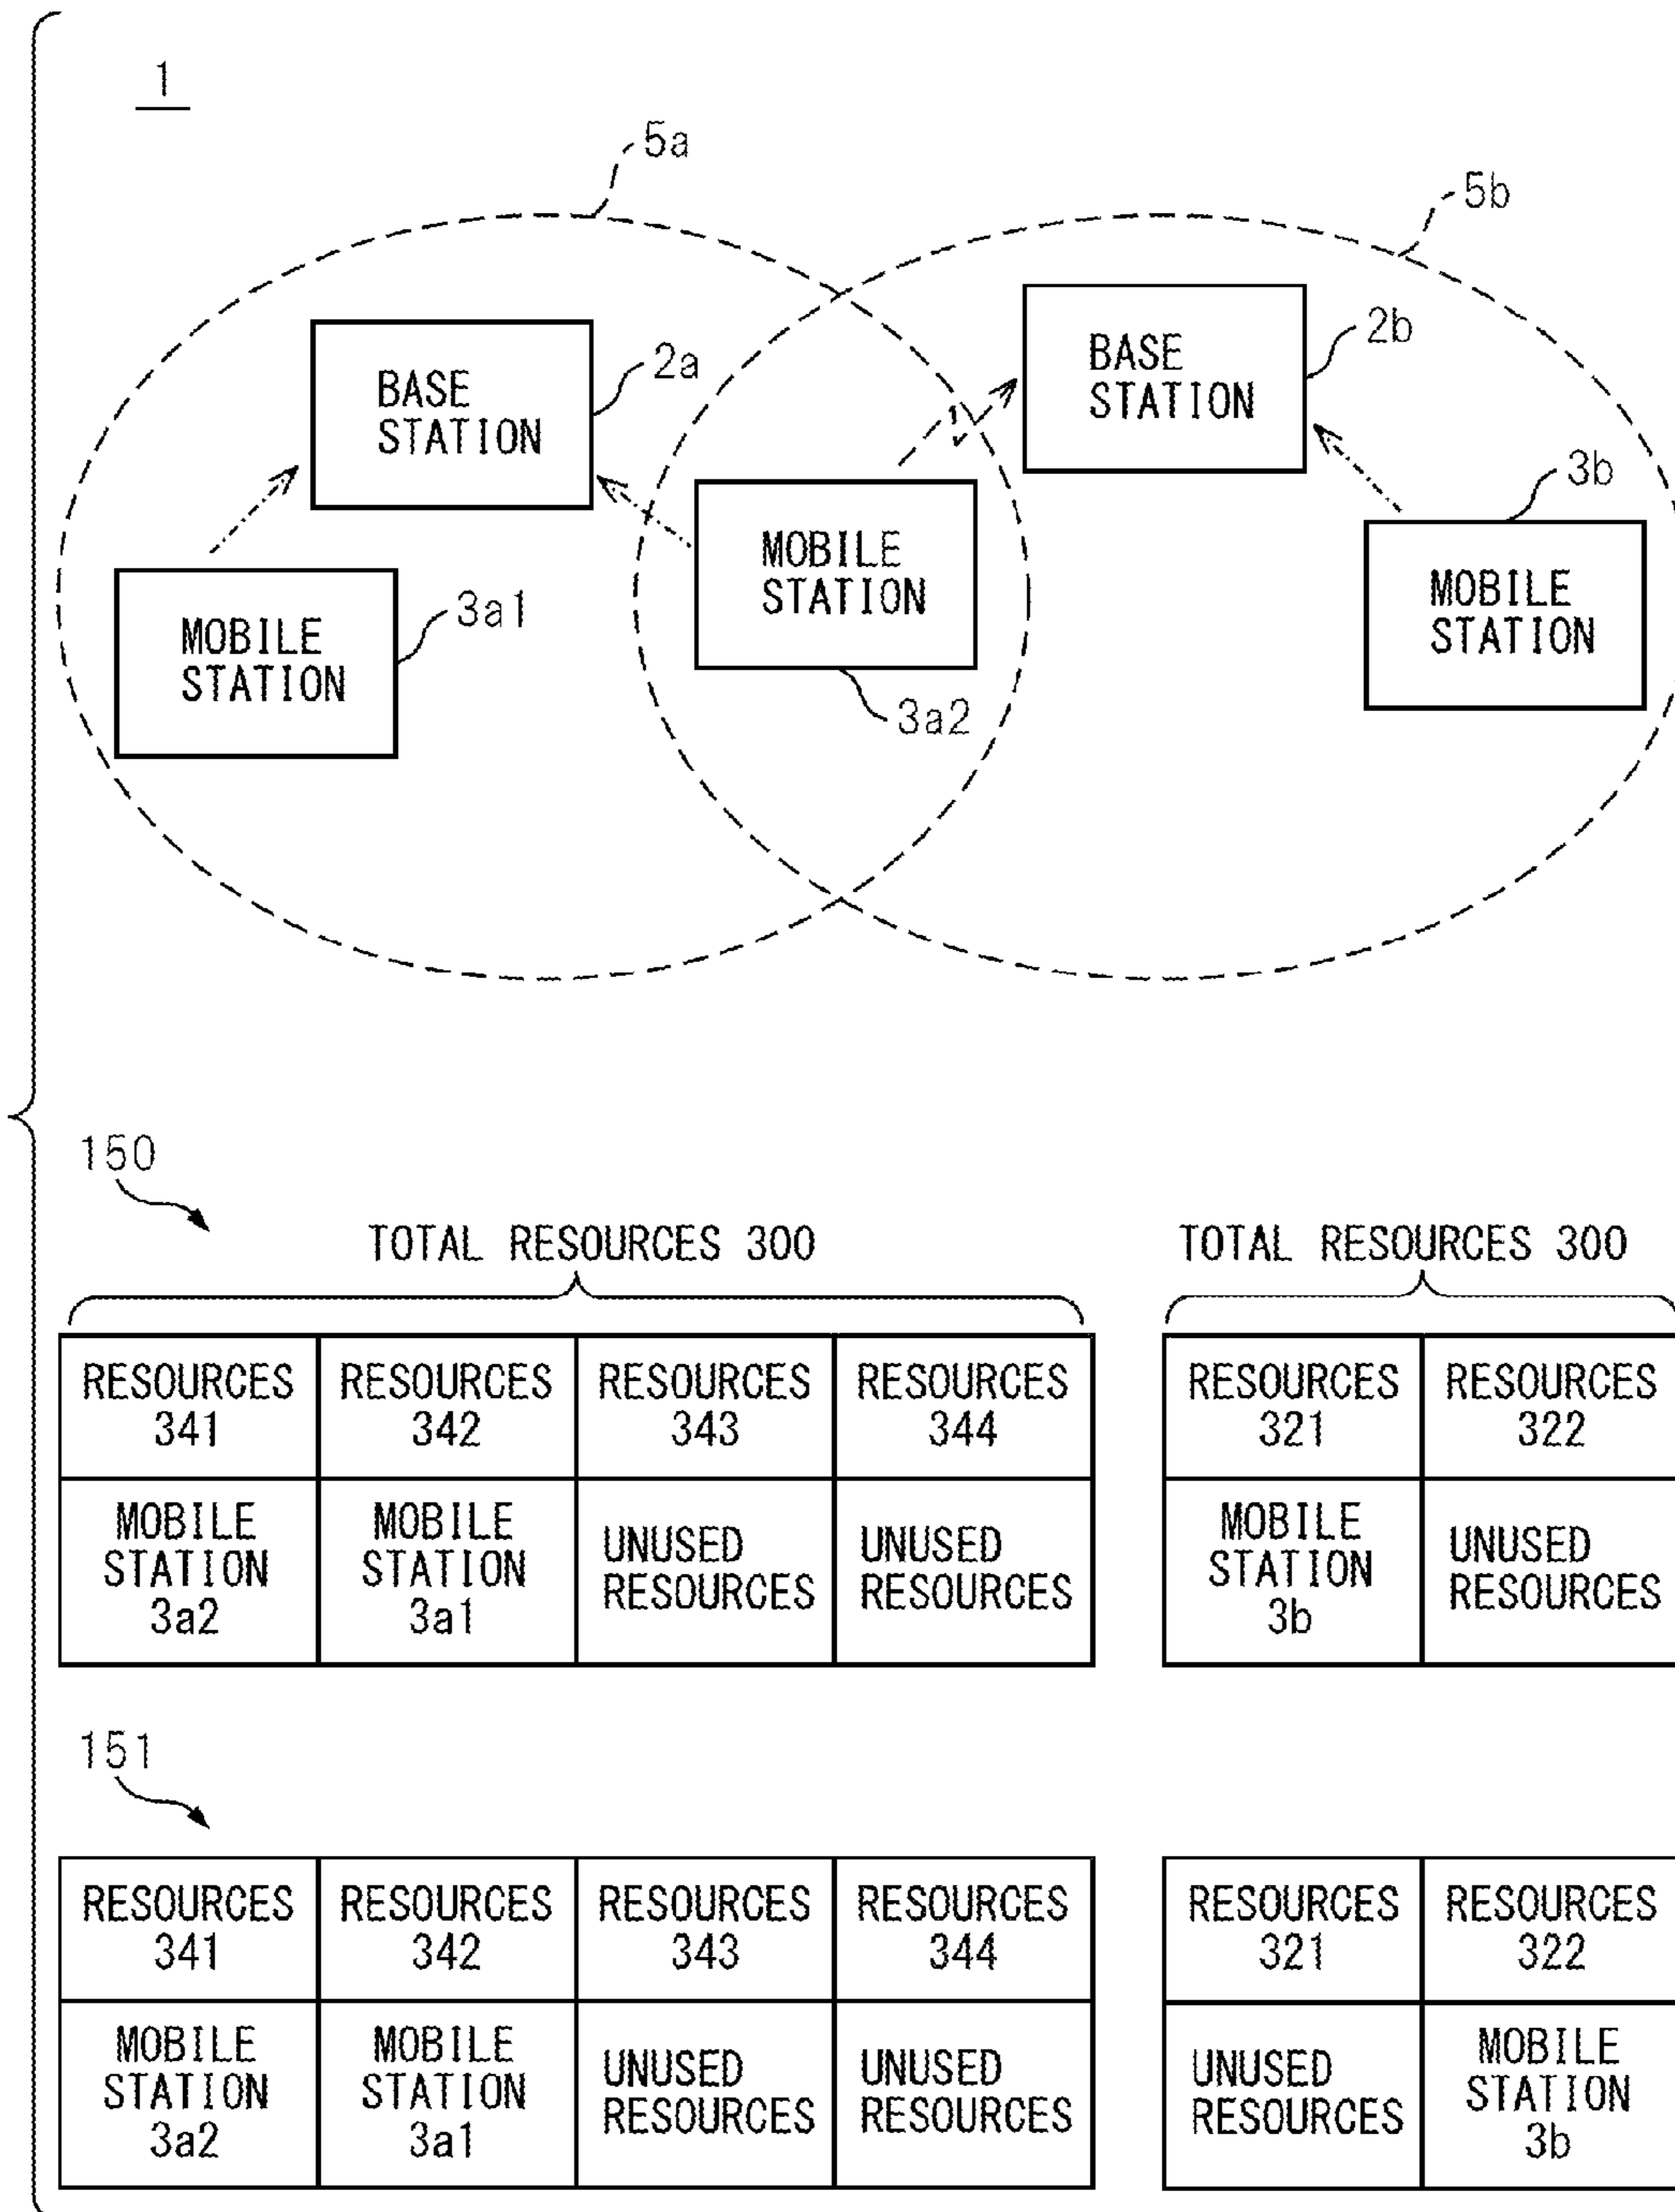 1
5a
5b
BASE
STATION
2a
BASE
STATION
2b
MOBILE
STATION
3a1
MOBILE
STATION
3a2
MOBILE
STATION
3b
150
TOTAL RESOURCES 300
TOTAL RESOURCES 300
RESOURCES
341
RESOURCES
342
RESOURCES
343
RESOURCES
344
RESOURCES
321
RESOURCES
322
MOBILE
STATION
3a2
MOBILE
STATION
3a1
UNUSED
RESOURCES
UNUSED
RESOURCES
MOBILE
STATION
3b
UNUSED
RESOURCES
151
RESOURCES
341
RESOURCES
342
RESOURCES
343
RESOURCES
344
RESOURCES
321
RESOURCES
322
MOBILE
STATION
3a2
MOBILE
STATION
3a1
UNUSED
RESOURCES
UNUSED
RESOURCES
UNUSED
RESOURCES
MOBILE
STATION
3b